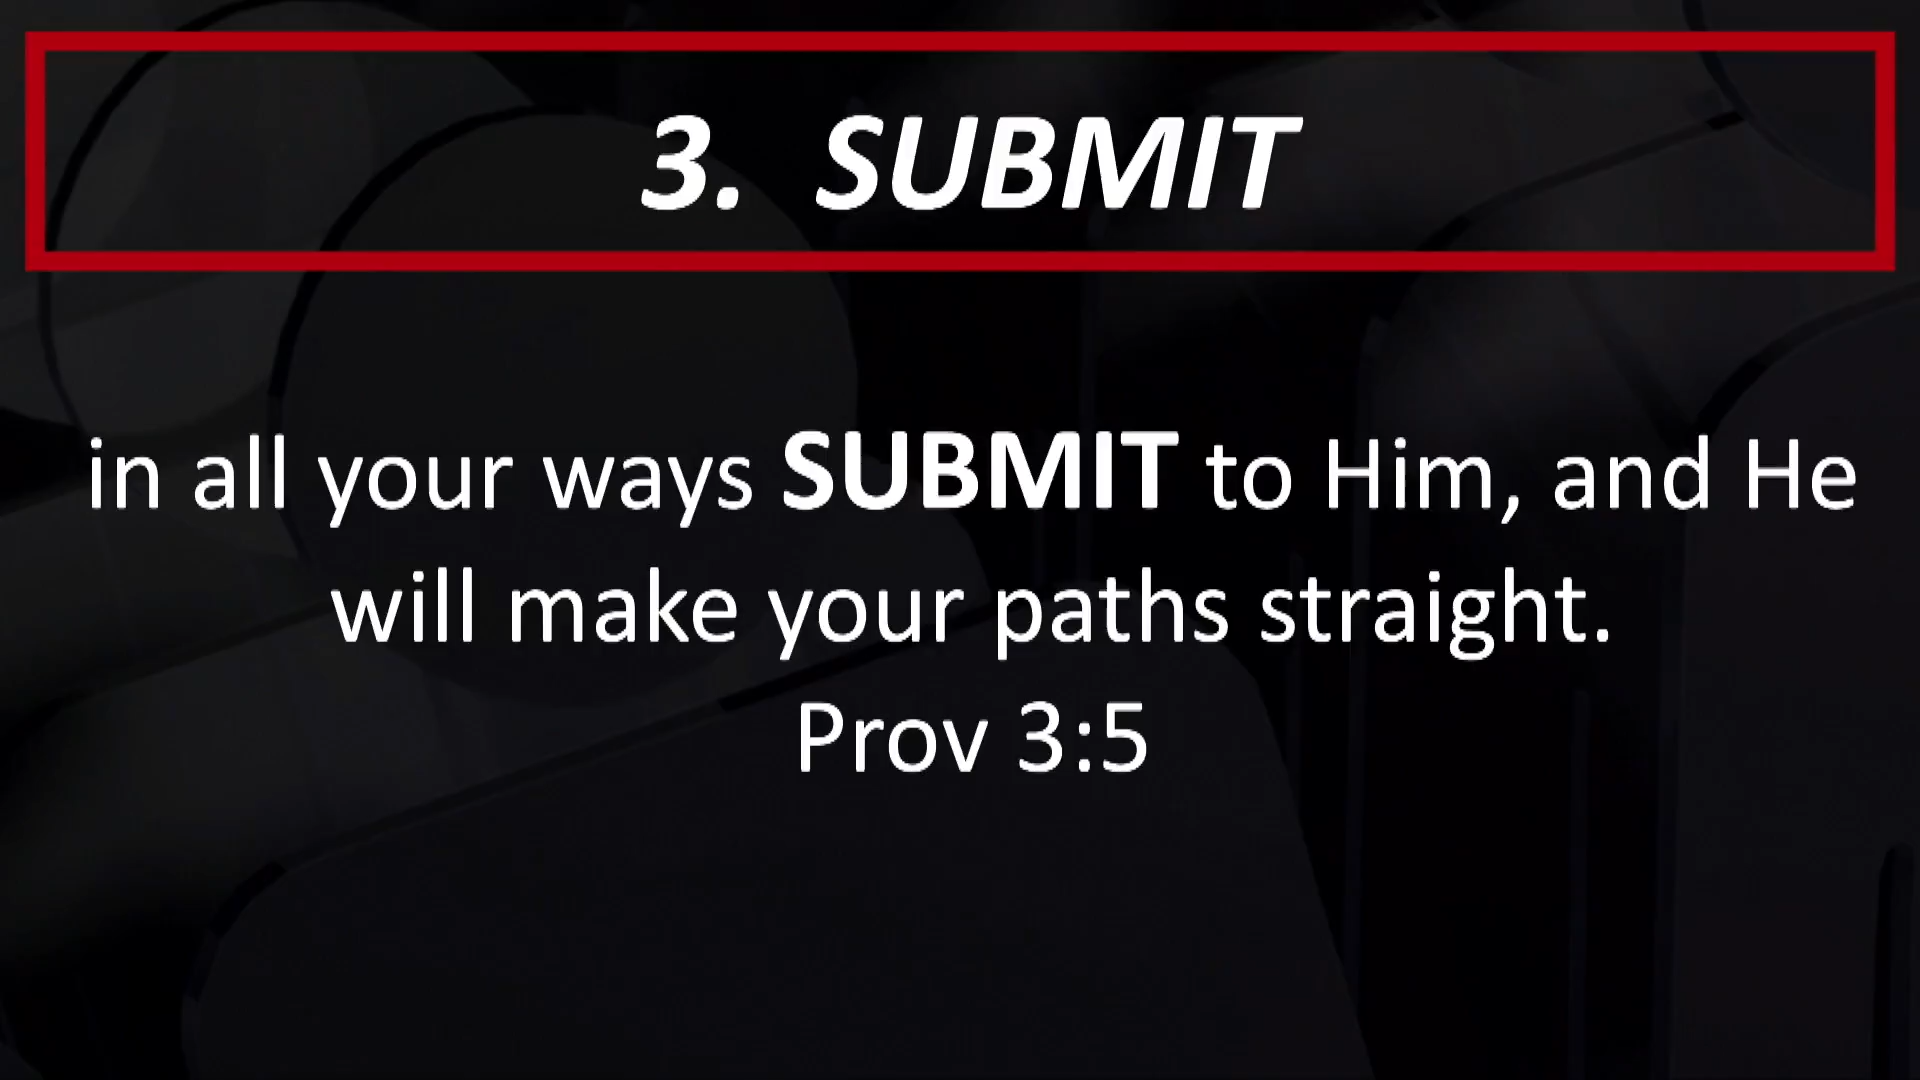 3. SUBMIT
in all your ways SUBMIT to Him, and He
will make your paths straight.
Prov 3:5